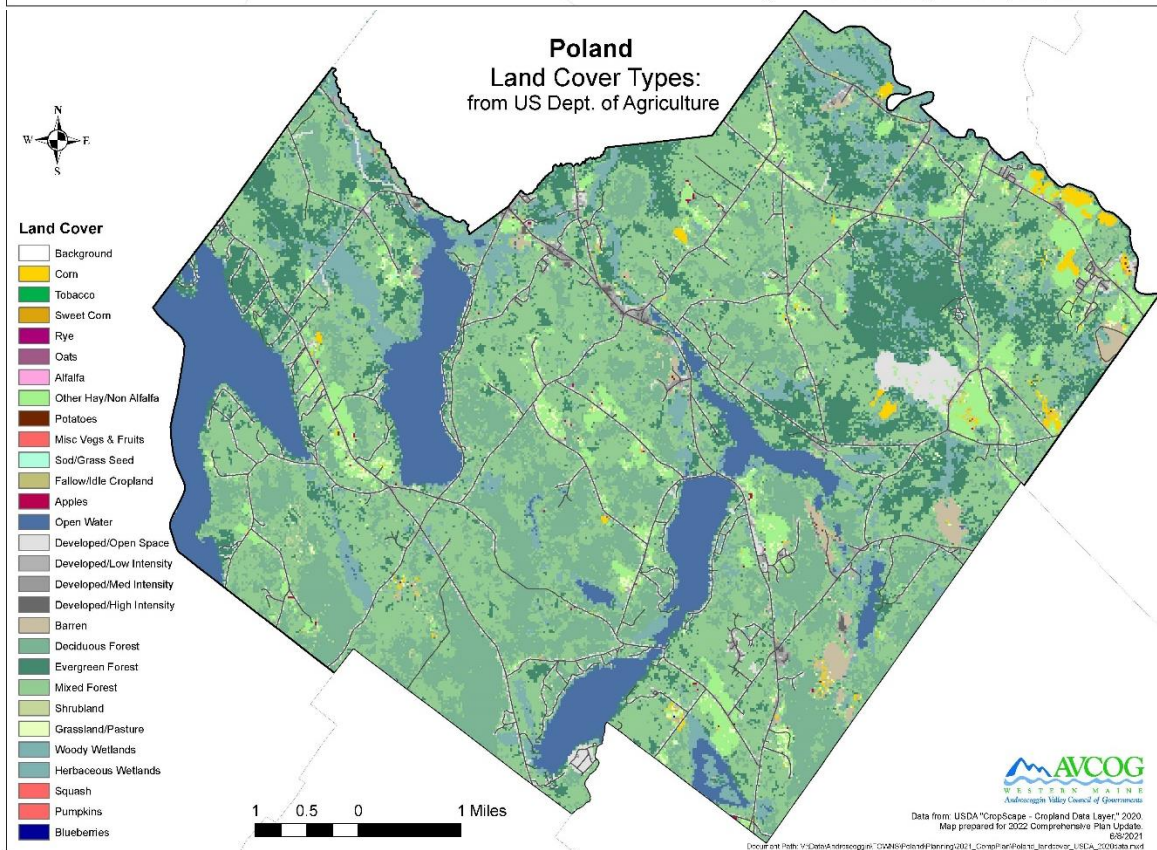 Poland
Land Cover Types:
from US Dept. of Agriculture
N
W E
S
Land Cover
Background
Corn
Tobacco
Sweet Corn
Rye
Oats
Alfalfa
Other Hay/Non Alfalfa
Potatoes
Misc Vegs & Fruits
Sod/Grass Seed
Fallow/Idle Cropland
Apples
Open Water
Developed/Open Space
Developed/Low Intensity
Developed/Med Intensity
Developed/High Intensity
Barren
Deciduous Forest
Evergreen Forest
Mixed Forest
Shrubland
Grassland/Pasture
Woody Wetlands
Herbaceous Wetlands
Squash
Pumpkins
Blueberries
1 0.5 0 1 Miles
AVCOG
WESTERN MAINE
Androscoggin Valley Council of Governments
Data from: USDA "CropScape - Cropland Data Layer," 2020.
Map prepared for 2022 Comprehensive Plan Update.
6/8/2021
Document Path: